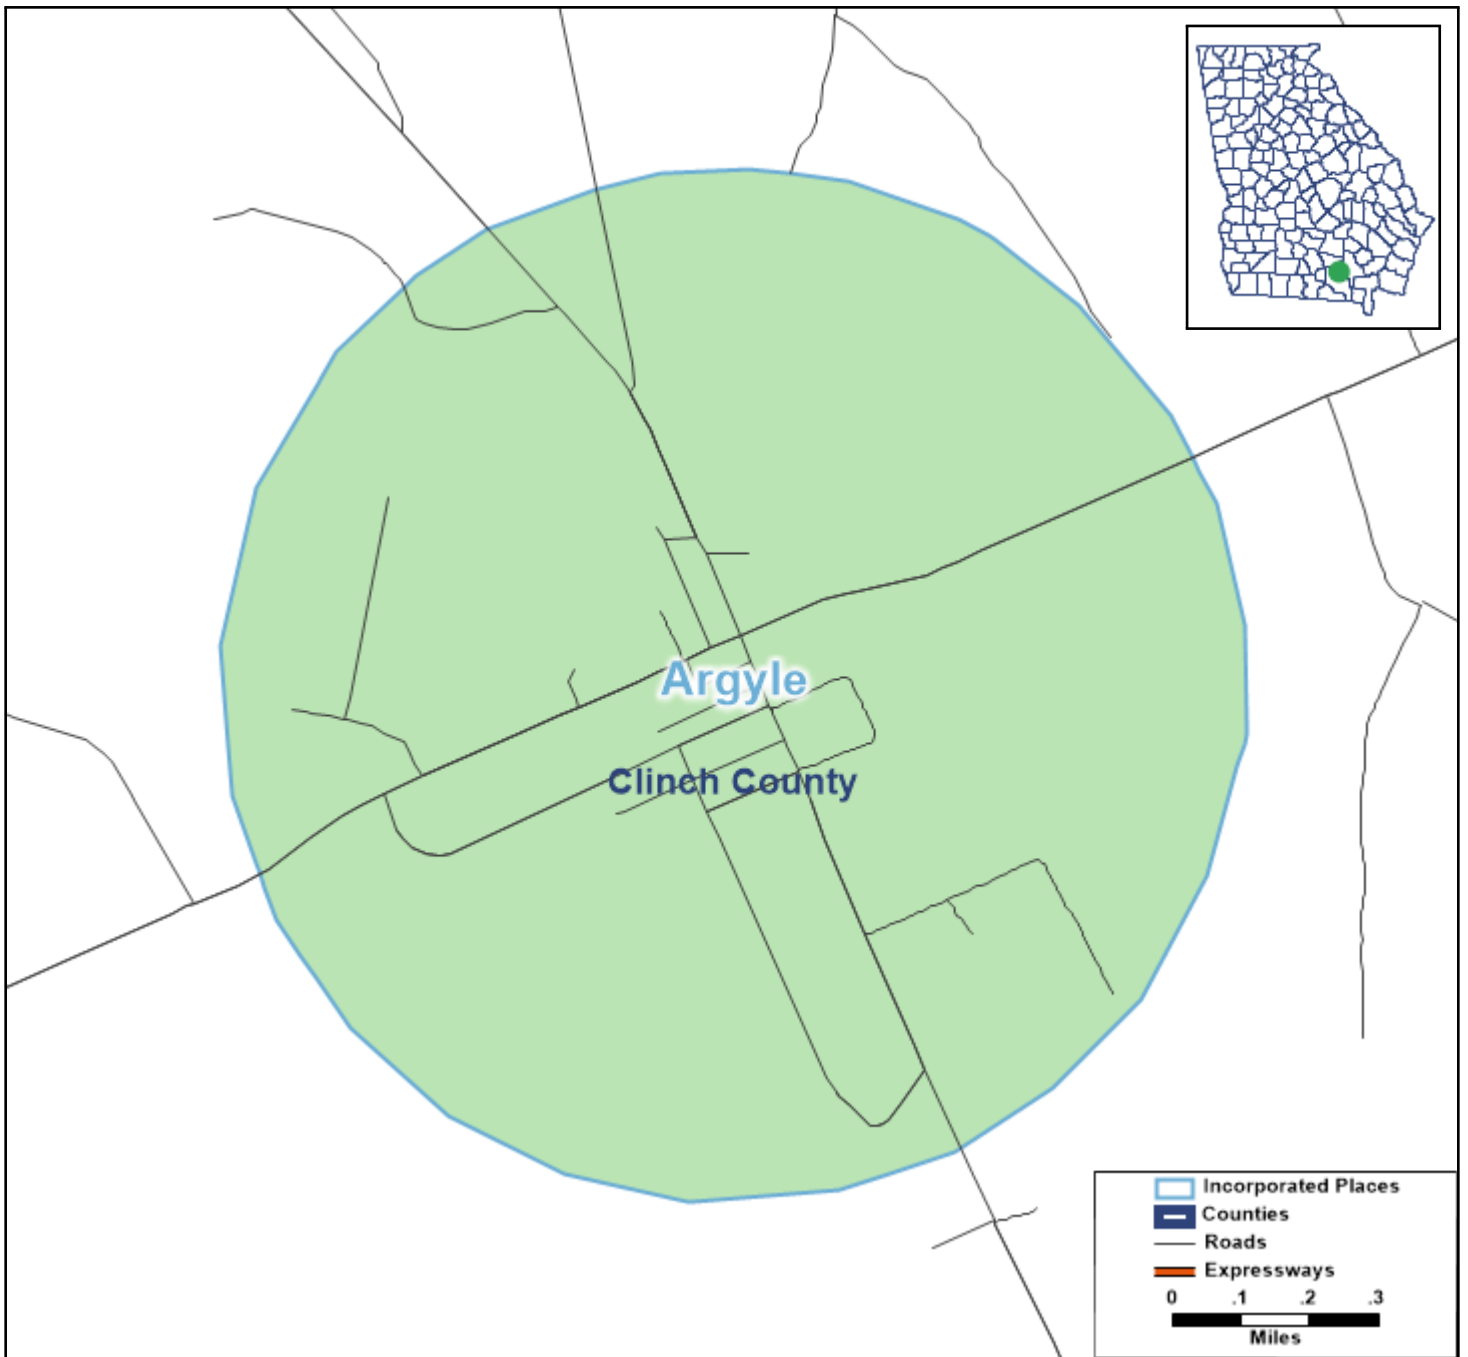 Argyle
Clinch County
Incorporated Places
Counties
Roads
Expressways
0 .1 .2 .3
Miles